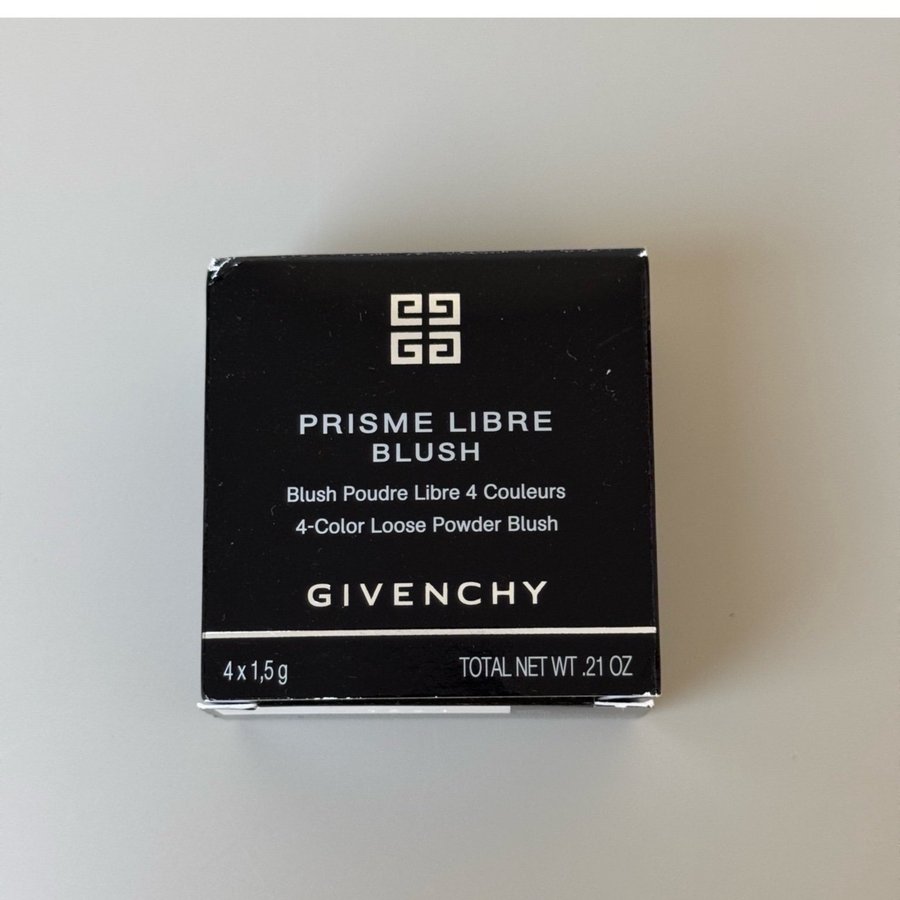 PRISME LIBRE
BLUSH
Blush Poudre Libre 4 Couleurs
4-Color Loose Powder Blush
GIVENCHY
4 x 1,5 g TOTAL NET WT .21 OZ